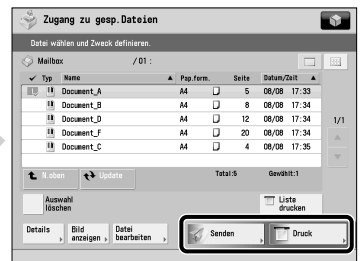 Zugang zu gesp.Dateien
Datei wählen und Zweck definieren.
Mailbox /01 :
✓ Typ Name ▲ Pap.form. Seite Datum/Zeit ▲
Document_A A4 5 08/08 17:33
Document_B A4 8 08/08 17:34
Document_D A4 12 08/08 17:34
Document_F A4 20 08/08 17:34
Document_C A4 4 08/08 17:35
1/1
N.oben Update Total:6 Gewählt:1
Auswahl löschen
Liste drucken
Details Bild anzeigen Datei bearbeiten Senden Druck